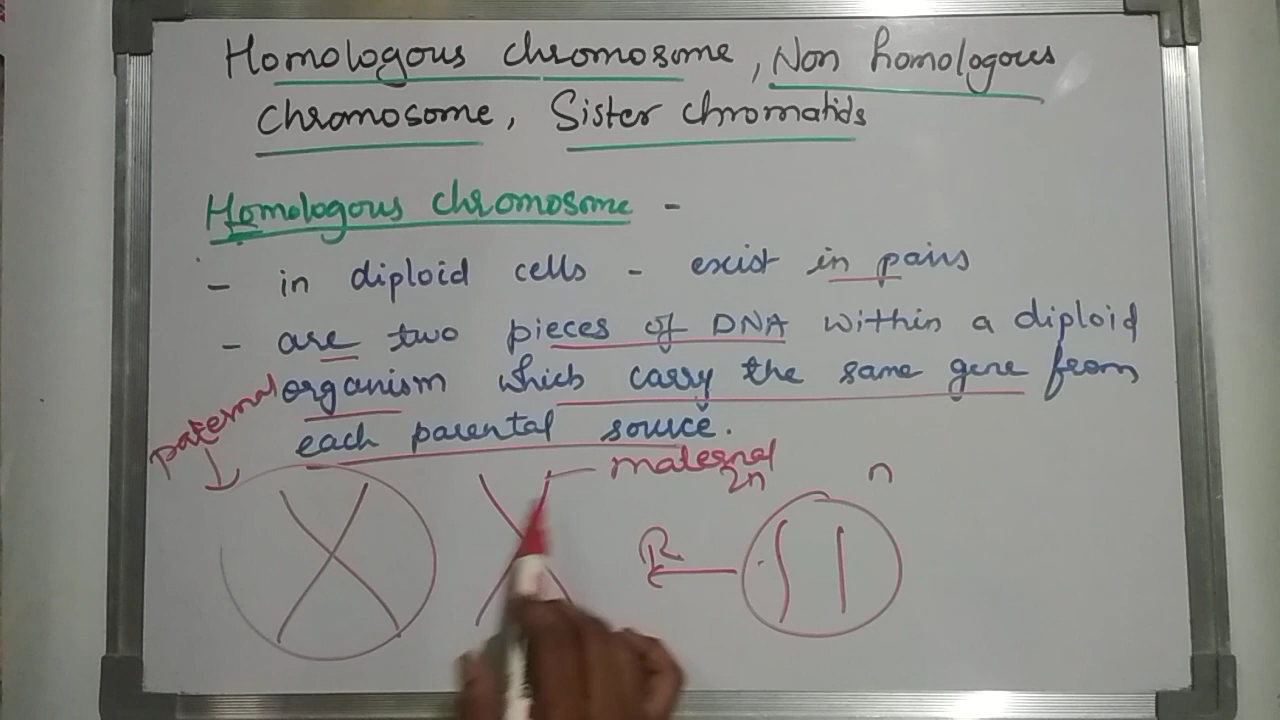 Homologous chromosome, Non homologous
chromosome, Sister chromatids
Homologous chromosome -
- in diploid cells - exist in pairs
- are two pieces of DNA within a diploid
organism which carry the same gene from
each parental source.
paternal
maternal
2n
n
R